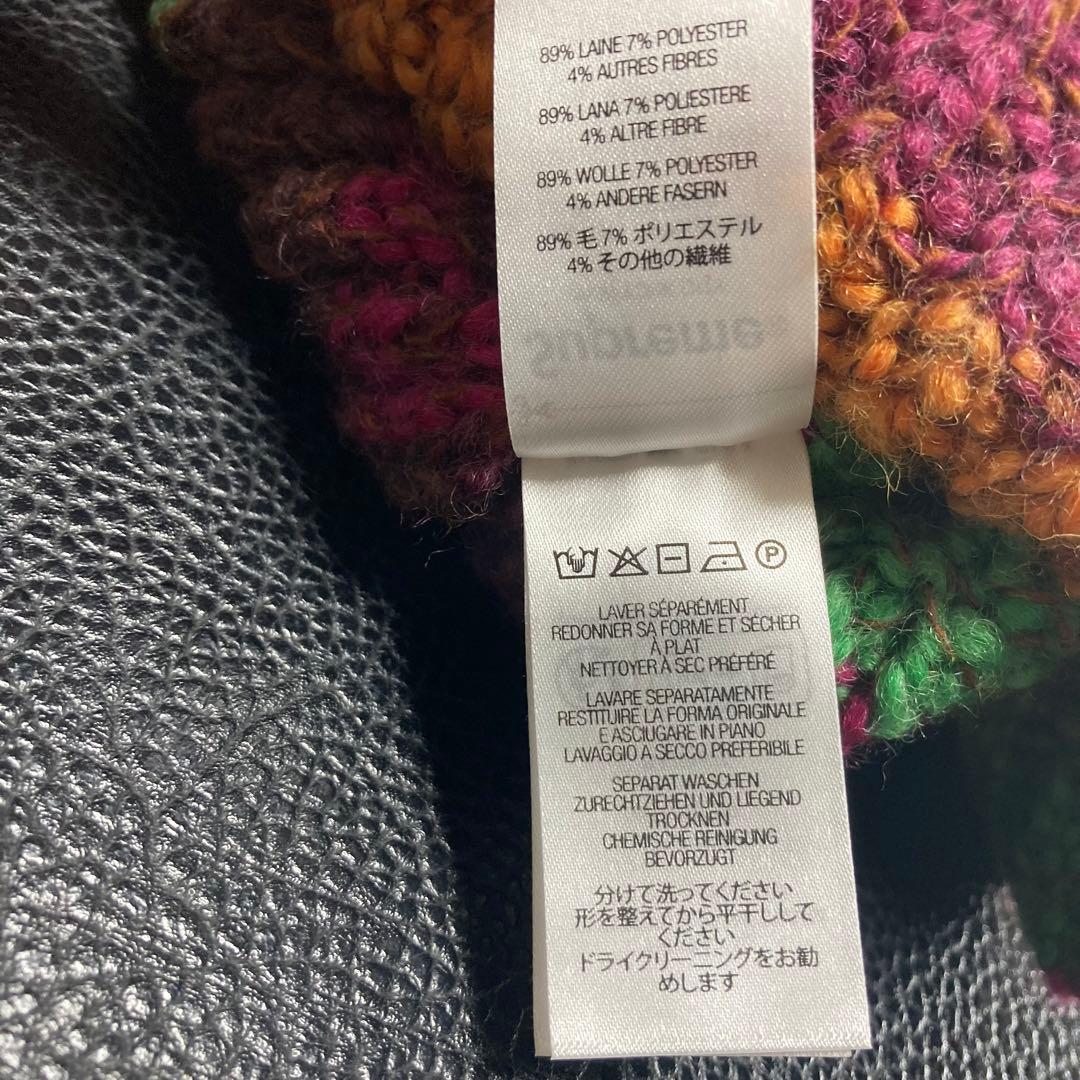 89% LAINE 7% POLYESTER
4% AUTRES FIBRES
89% LANA 7% POLIESTERE
4% ALTRE FIBRE
89% WOLLE 7% POLYESTER
4% ANDERE FASERN
89% 毛 7% ポリエステル
4% その他の繊維
Supreme
P
LAVER SÉPARÉMENT
REDONNER SA FORME ET SÉCHER
À PLAT
NETTOYER À SEC PRÉFÉRÉ
LAVARE SEPARATAMENTE
RESTITUIRE LA FORMA ORIGINALE
E ASCIUGARE IN PIANO
LAVAGGIO A SECCO PREFERIBILE
SEPARAT WASCHEN
ZURECHTZIEHEN UND LIEGEND
TROCKNEN
CHEMISCHE REINIGUNG
BEVORZUGT
分けて洗ってください
形を整えてから平干しして
ください
ドライクリーニングをお勧
めします